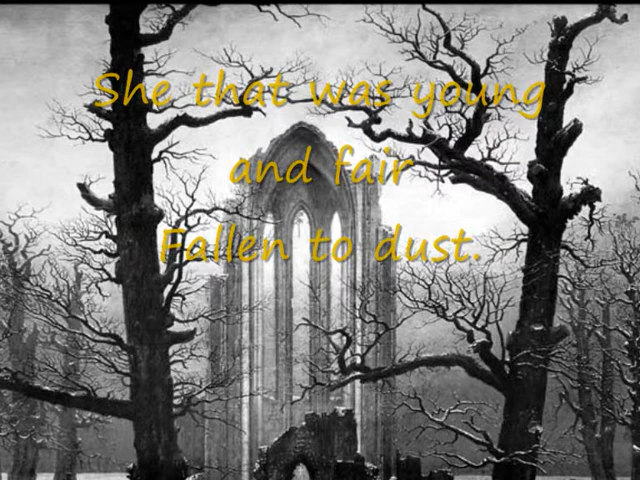 She that was young
and fair
Fallen to dust.